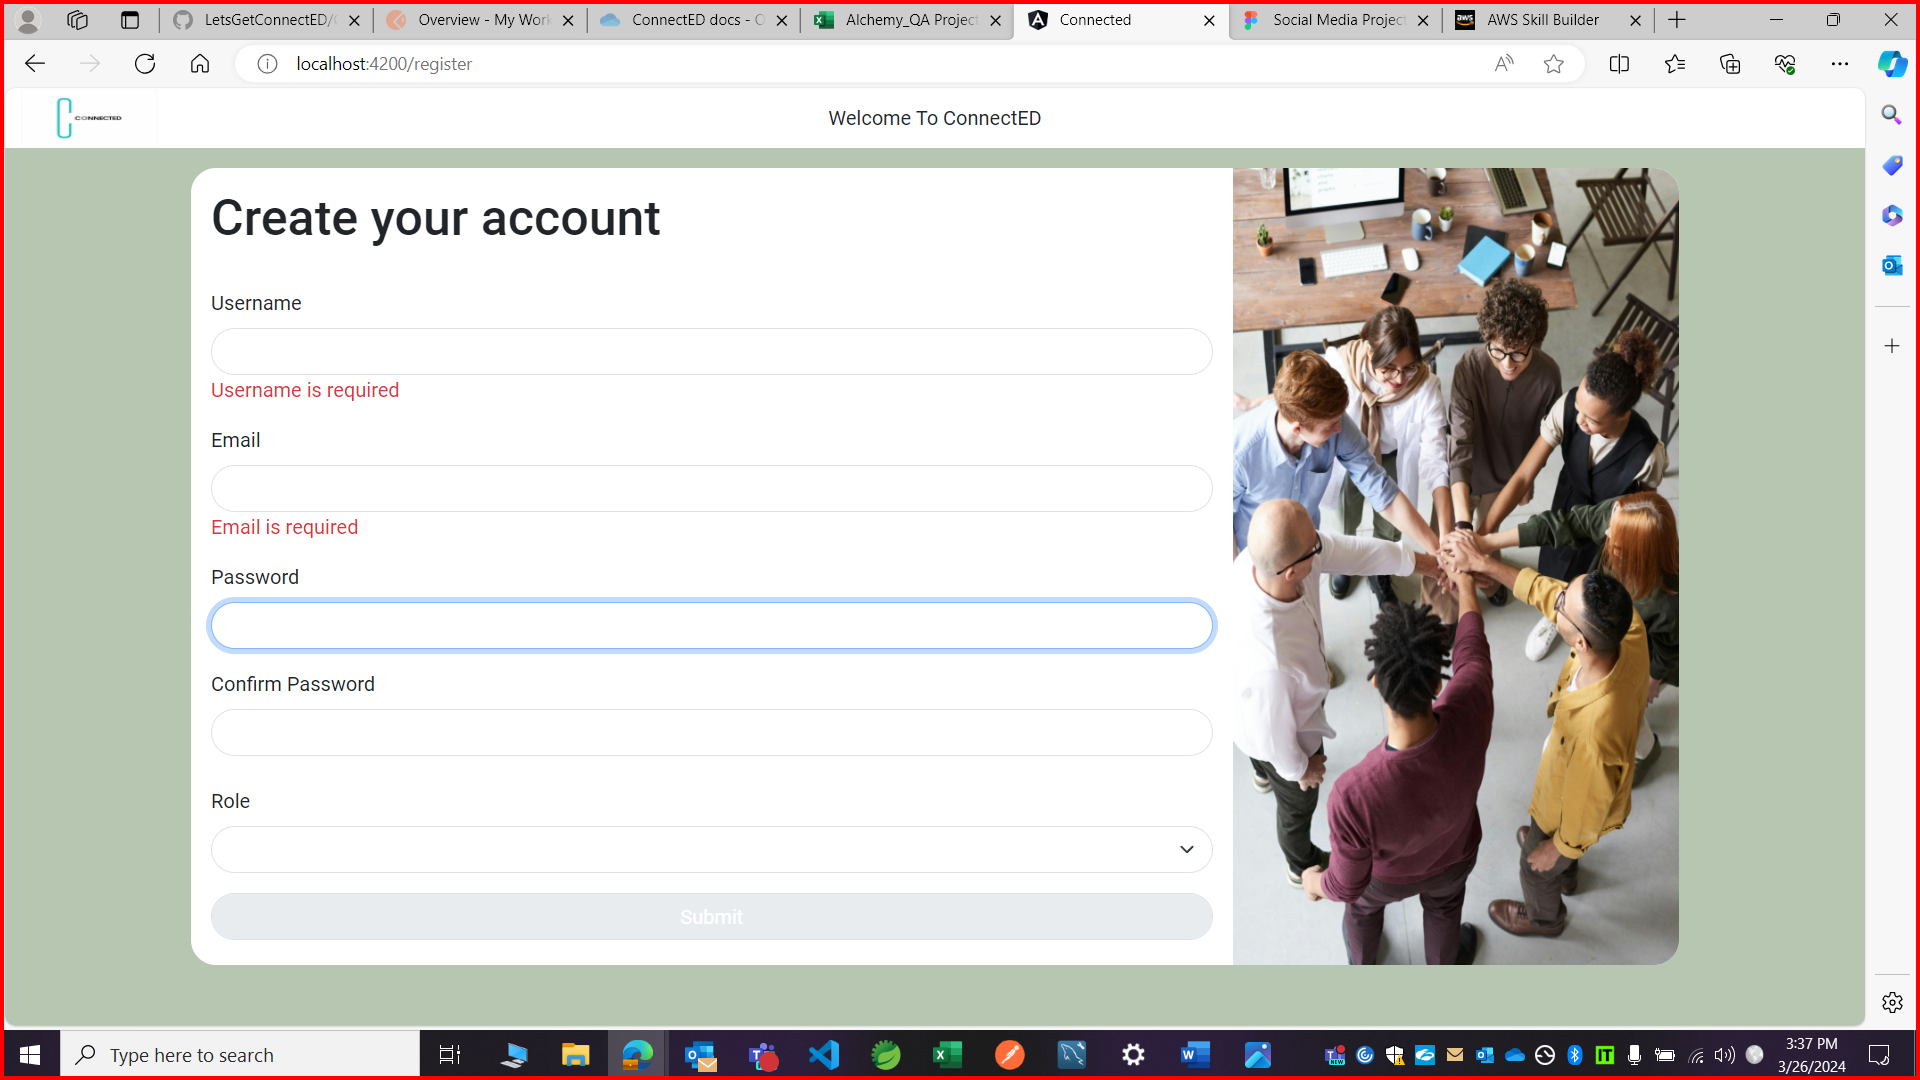 LetsGetConnectED/
Overview - My Work
ConnectED docs - O
Alchemy_QA Project
Connected
Social Media Project
aws
AWS Skill Builder
localhost:4200/register
CONNECTED
Welcome To ConnectED
Create your account
Username
Username is required
Email
Email is required
Password
Confirm Password
Role
Submit
Type here to search
3:37 PM
3/26/2024